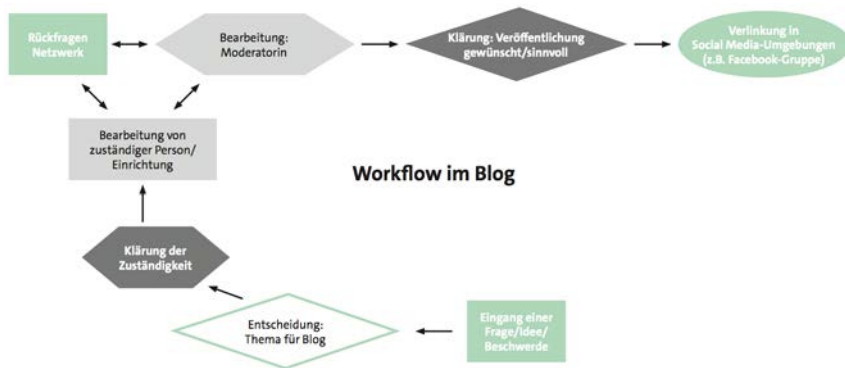 Rückfragen
Netzwerk
Bearbeitung:
Moderatorin
Klärung: Veröffentlichung
gewünscht/sinnvoll
Verlinkung in
Social Media-Umgebungen
(z.B. Facebook-Gruppe)
Bearbeitung von
zuständiger Person/
Einrichtung
Workflow im Blog
Klärung der
Zuständigkeit
Entscheidung:
Thema für Blog
Eingang einer
Frage/Idee/
Beschwerde